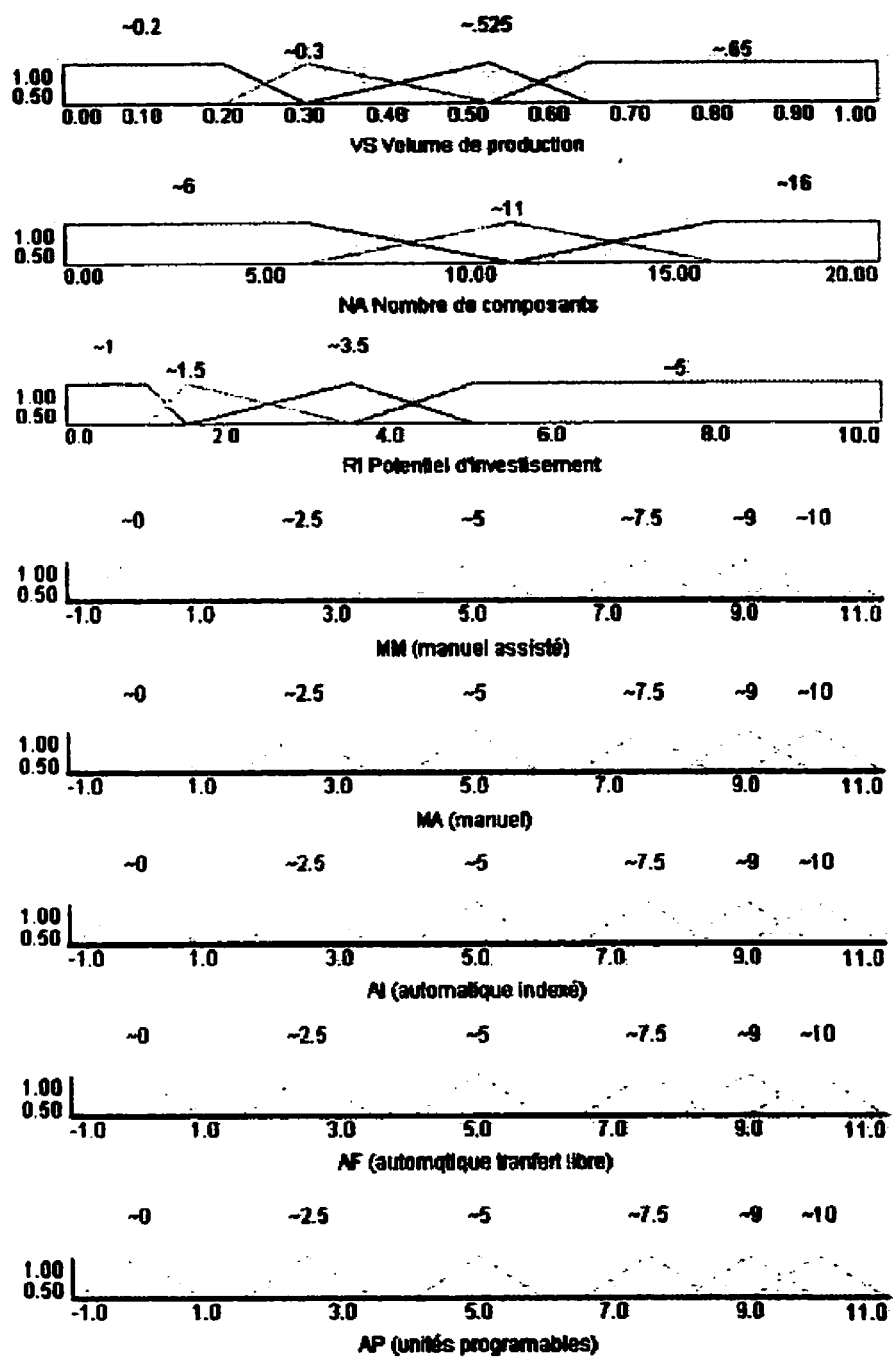 ~0.2 ~0.3 ~.525 ~.65
1.00
0.50
0.00 0.10 0.20 0.30 0.40 0.50 0.60 0.70 0.80 0.90 1.00
VS Volume de production
~6 ~11 ~16
1.00
0.50
0.00 5.00 10.00 15.00 20.00
NA Nombre de composants
~1 ~1.5 ~3.5 ~5
1.00
0.50
0.0 2.0 4.0 6.0 8.0 10.0
RI Potentiel d'investisement
~0 ~2.5 ~5 ~7.5 ~9 ~10
1.00
0.50
-1.0 1.0 3.0 5.0 7.0 9.0 11.0
MM (manuel assisté)
~0 ~2.5 ~5 ~7.5 ~9 ~10
1.00
0.50
-1.0 1.0 3.0 5.0 7.0 9.0 11.0
MA (manuel)
~0 ~2.5 ~5 ~7.5 ~9 ~10
1.00
0.50
-1.0 1.0 3.0 5.0 7.0 9.0 11.0
AI (automatique indexé)
~0 ~2.5 ~5 ~7.5 ~9 ~10
1.00
0.50
-1.0 1.0 3.0 5.0 7.0 9.0 11.0
AF (automqtique tranfert libre)
~0 ~2.5 ~5 ~7.5 ~9 ~10
1.00
0.50
-1.0 1.0 3.0 5.0 7.0 9.0 11.0
AP (unités programables)